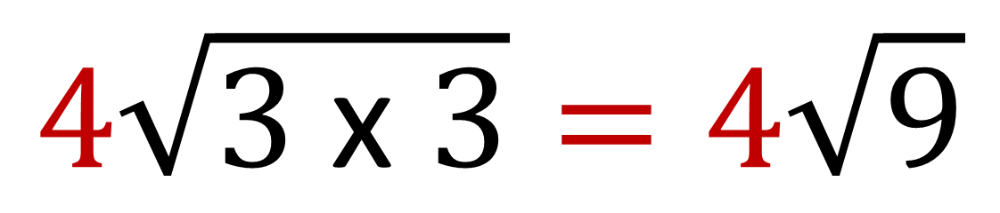 4√3 x 3 = 4√9